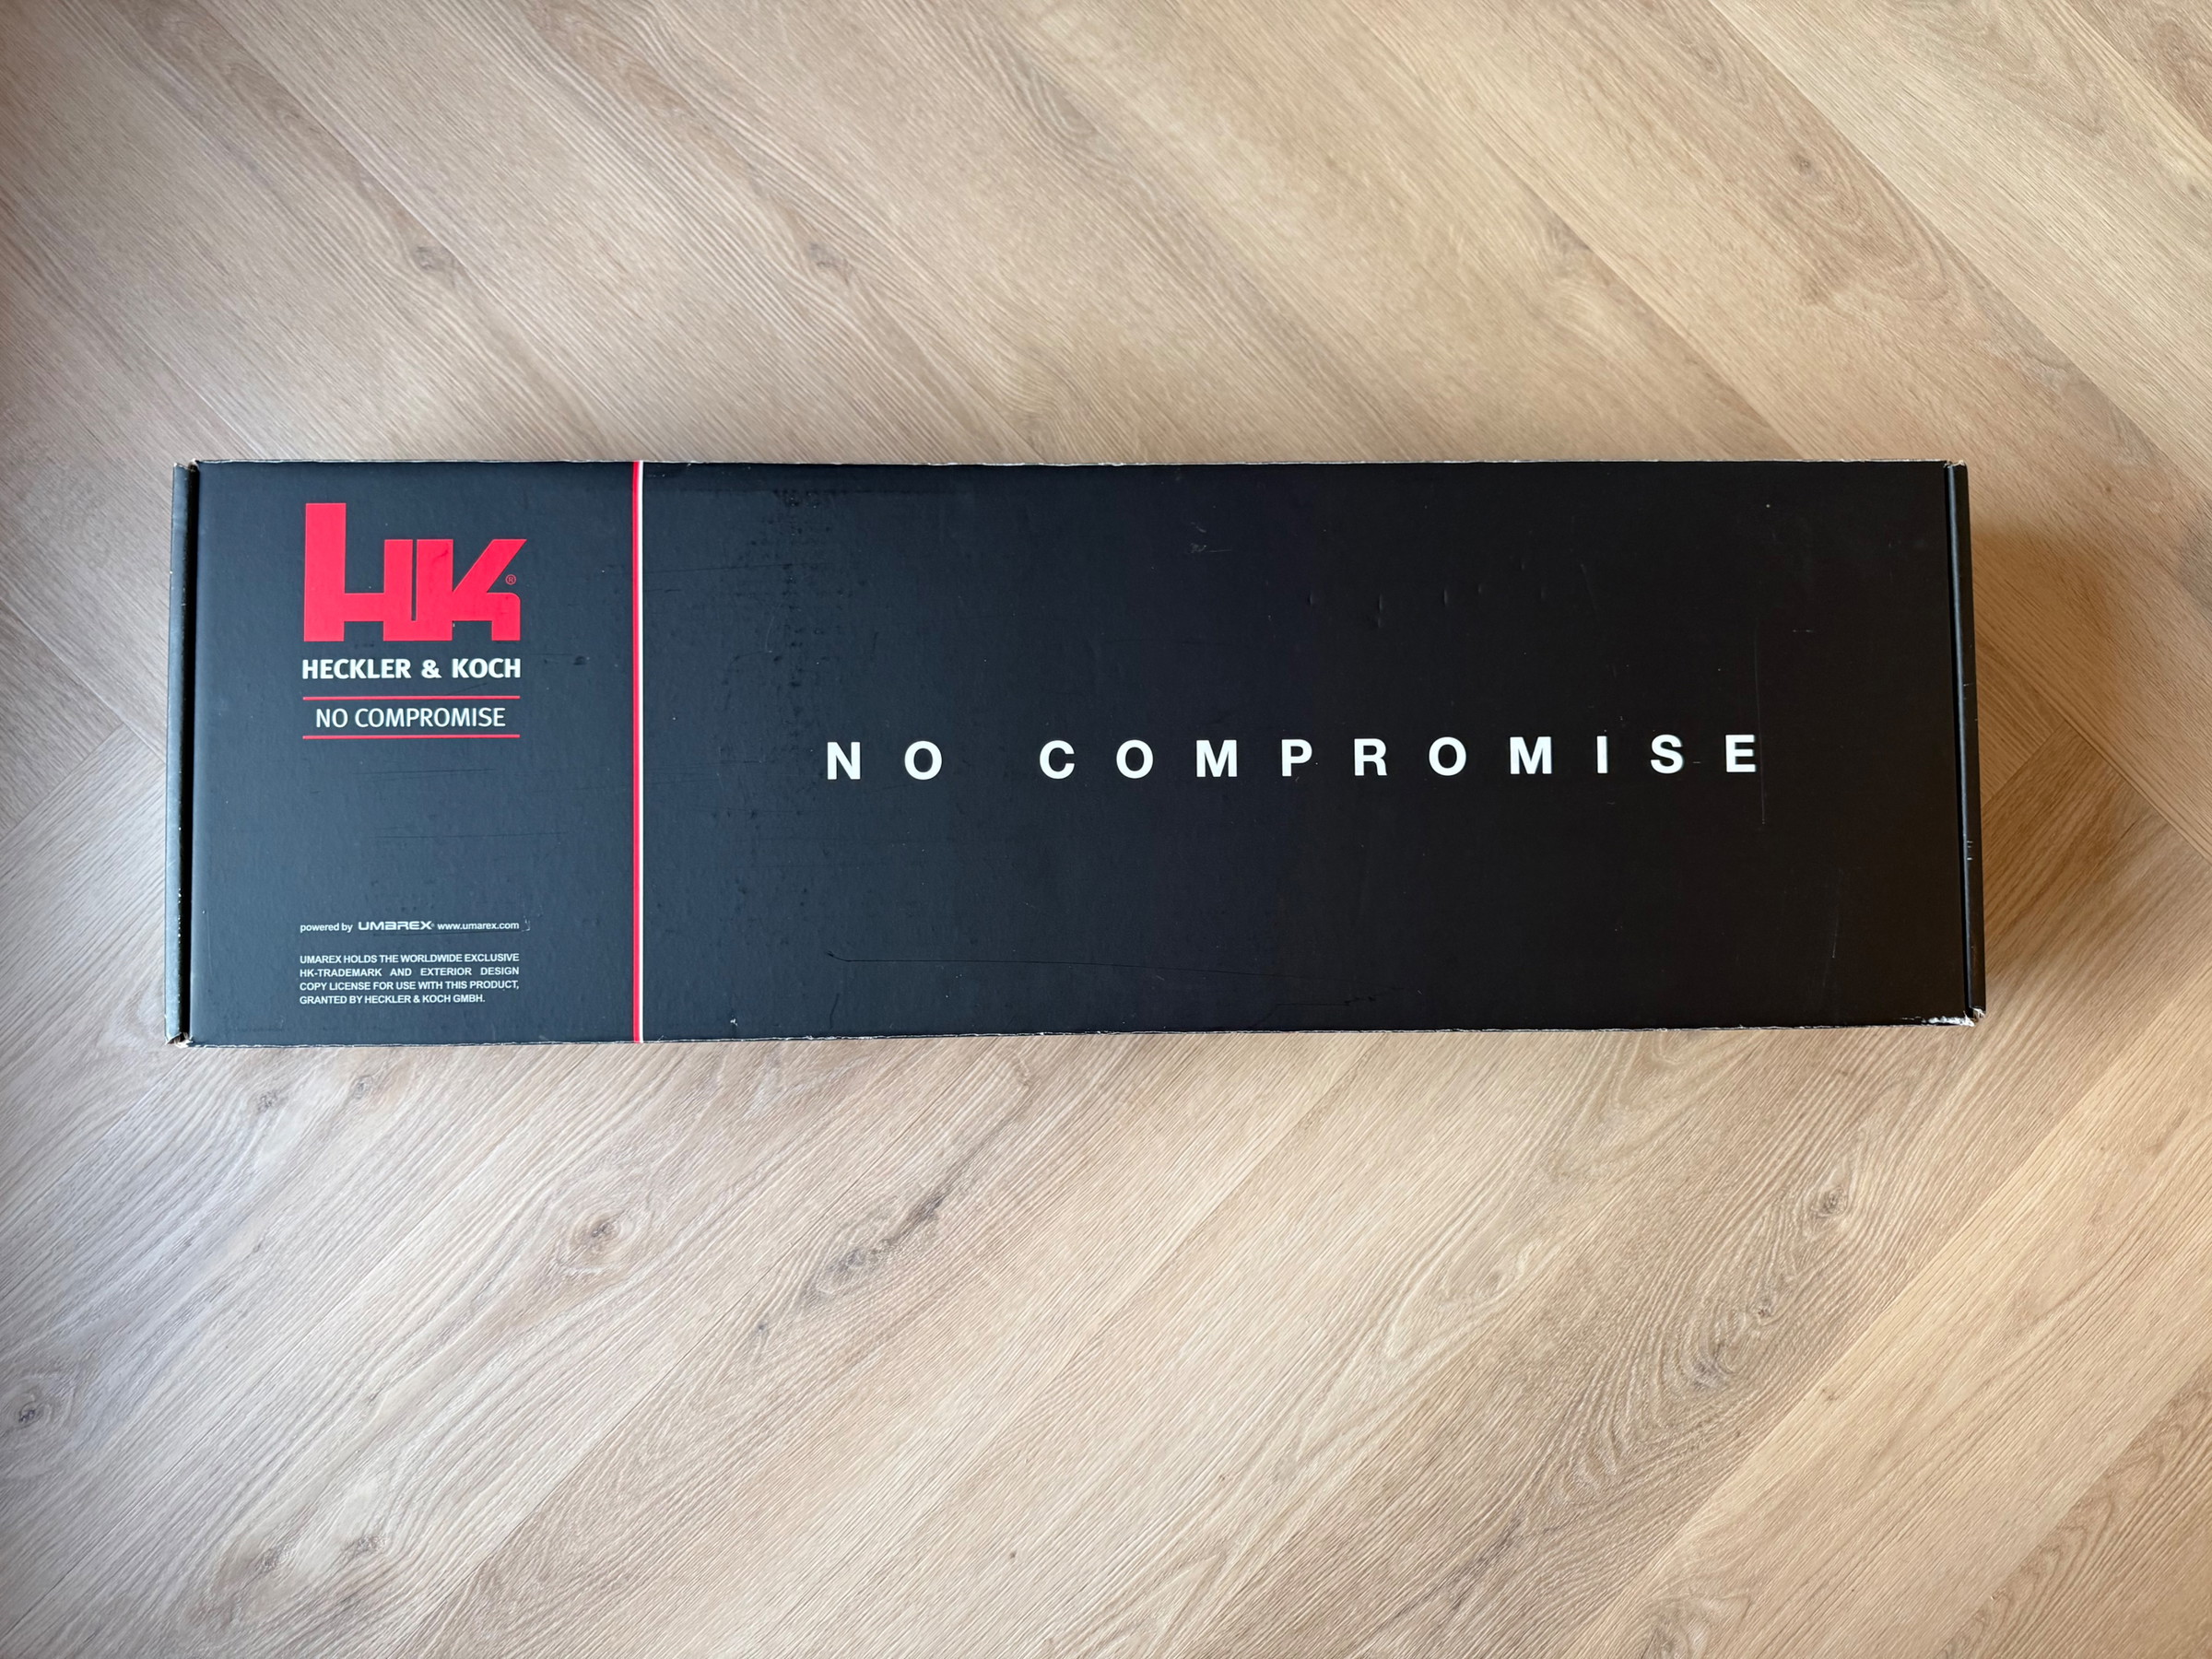 HK®
HECKLER & KOCH
NO COMPROMISE
NO COMPROMISE
powered by UMAREX® www.umarex.com
UMAREX HOLDS THE WORLDWIDE EXCLUSIVE
HK-TRADEMARK AND EXTERIOR DESIGN
COPY LICENSE FOR USE WITH THIS PRODUCT,
GRANTED BY HECKLER & KOCH GMBH.